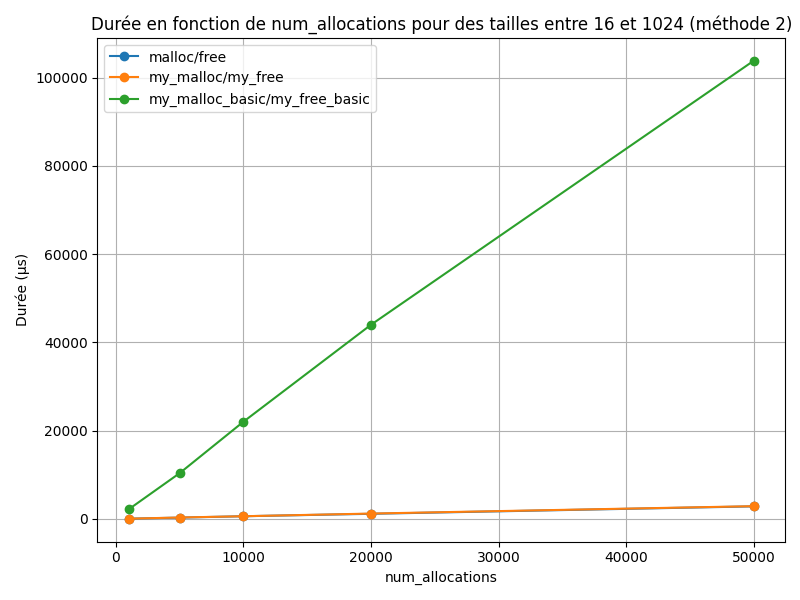 Durée en fonction de num_allocations pour des tailles entre 16 et 1024 (méthode 2)
malloc/free
my_malloc/my_free
my_malloc_basic/my_free_basic
100000
80000
60000
40000
20000
0
Durée (µs)
0 10000 20000 30000 40000 50000
num_allocations